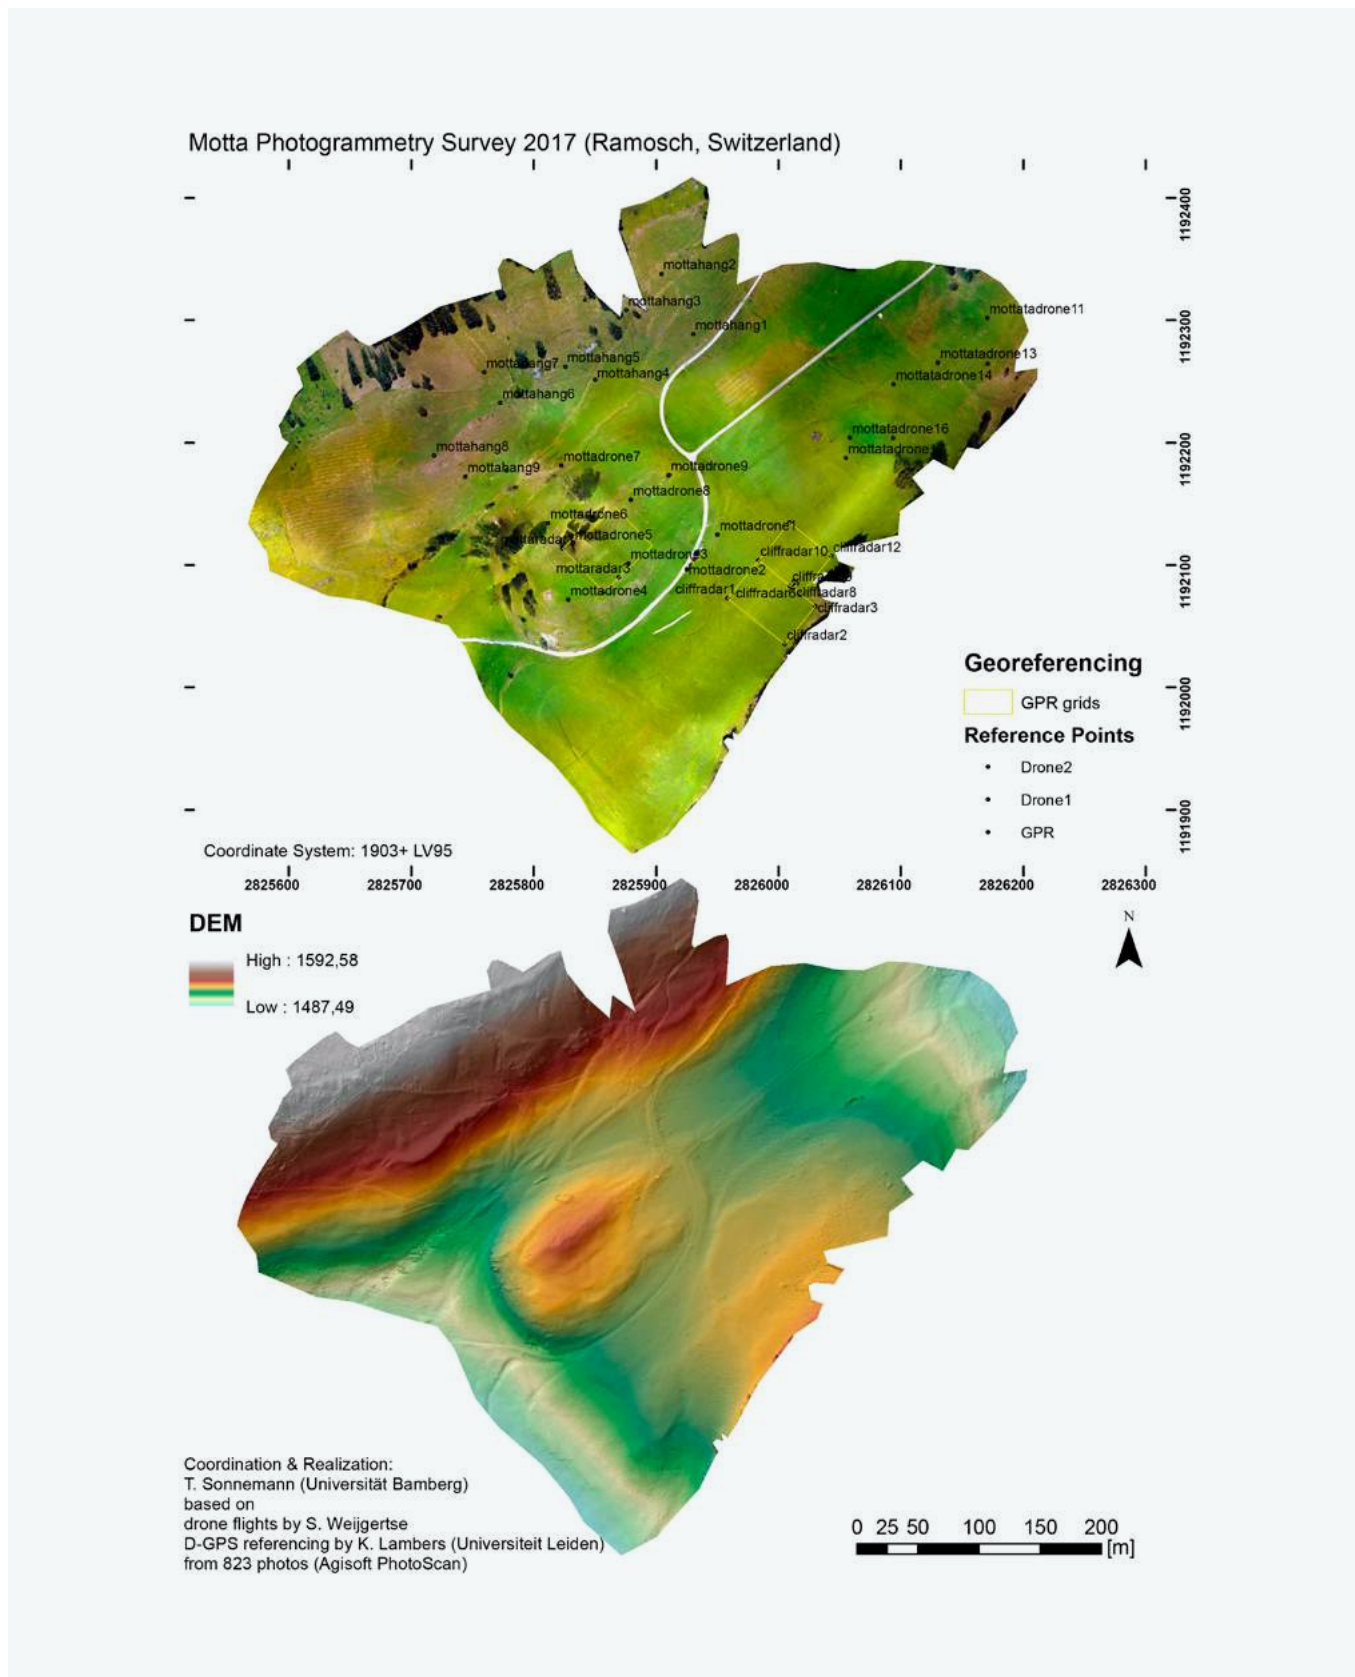 Motta Photogrammetry Survey 2017 (Ramosch, Switzerland)
1192400
mottahang2
mottahang3
mottatadrone11
mottahang1
1192300
mottahang5
mottatadrone13
mottahang7
mottahang4
mottatadrone14
mottahang6
mottatadrone16
mottahang8
1192200
mottadrone7
mottahang9
mottadrone9
mottadrone8
mottadrone6
mottadrone1
mottadrone5
cliffradar10
cliffradar12
mottaradar3
mottadrone2
1192100
mottadrone4
cliffradar1
cliffradar8
cliffradar3
cliffradar2
Georeferencing
GPR grids
1192000
Reference Points
Drone2
Drone1
GPR
1191900
Coordinate System: 1903+ LV95
2825600 2825700 2825800 2825900 2826000 2826100 2826200 2826300
DEM
N
High : 1592,58
Low : 1487,49
Coordination & Realization:
T. Sonnemann (Universität Bamberg)
based on
drone flights by S. Weijgertse
D-GPS referencing by K. Lambers (Universiteit Leiden)
from 823 photos (Agisoft PhotoScan)
0 25 50 100 150 200
[m]